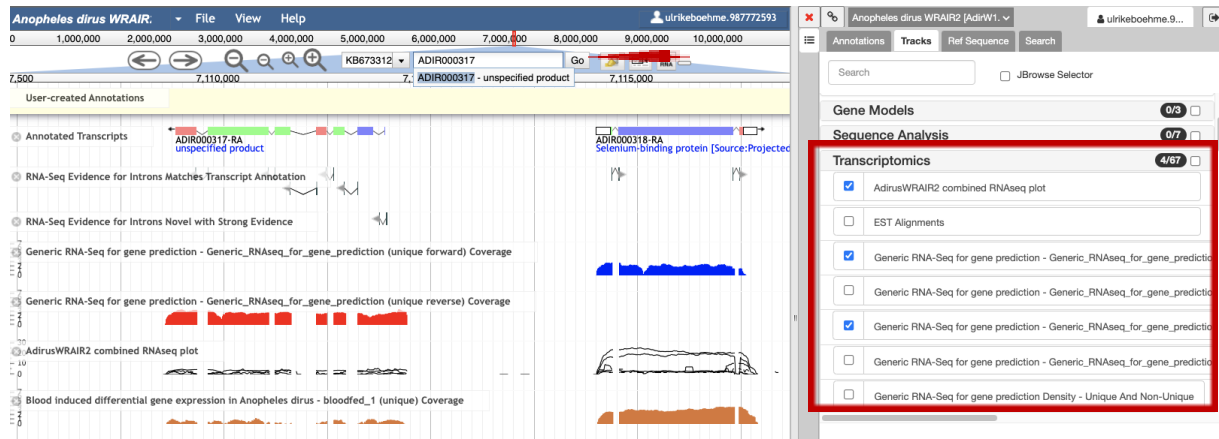 Anopheles dirus WRAIR. File View Help ulrikeboehme.987772593
0 1,000,000 2,000,000 3,000,000 4,000,000 5,000,000 6,000,000 7,000,000 8,000,000 9,000,000 10,000,000
KB673312 ADIR000317 Go
ADIR000317 - unspecified product
7,500 7,110,000 7,115,000
User-created Annotations
Annotated Transcripts
ADIR000317-RA
unspecified product
ADIR000318-RA
Selenium-binding protein [Source:Projected
RNA-Seq Evidence for Introns Matches Transcript Annotation
RNA-Seq Evidence for Introns Novel with Strong Evidence
Generic RNA-Seq for gene prediction - Generic_RNAseq_for_gene_prediction (unique forward) Coverage
Generic RNA-Seq for gene prediction - Generic_RNAseq_for_gene_prediction (unique reverse) Coverage
AdirusWRAIR2 combined RNAseq plot
Blood induced differential gene expression in Anopheles dirus - bloodfed_1 (unique) Coverage
Anopheles dirus WRAIR2 [AdirW1. ulrikeboehme.9...
Annotations Tracks Ref Sequence Search
Search JBrowse Selector
Gene Models 0/3
Sequence Analysis 0/7
Transcriptomics 4/67
AdirusWRAIR2 combined RNAseq plot
EST Alignments
Generic RNA-Seq for gene prediction - Generic_RNAseq_for_gene_predictio
Generic RNA-Seq for gene prediction - Generic_RNAseq_for_gene_predictio
Generic RNA-Seq for gene prediction - Generic_RNAseq_for_gene_predictio
Generic RNA-Seq for gene prediction - Generic_RNAseq_for_gene_predictio
Generic RNA-Seq for gene prediction Density - Unique And Non-Unique